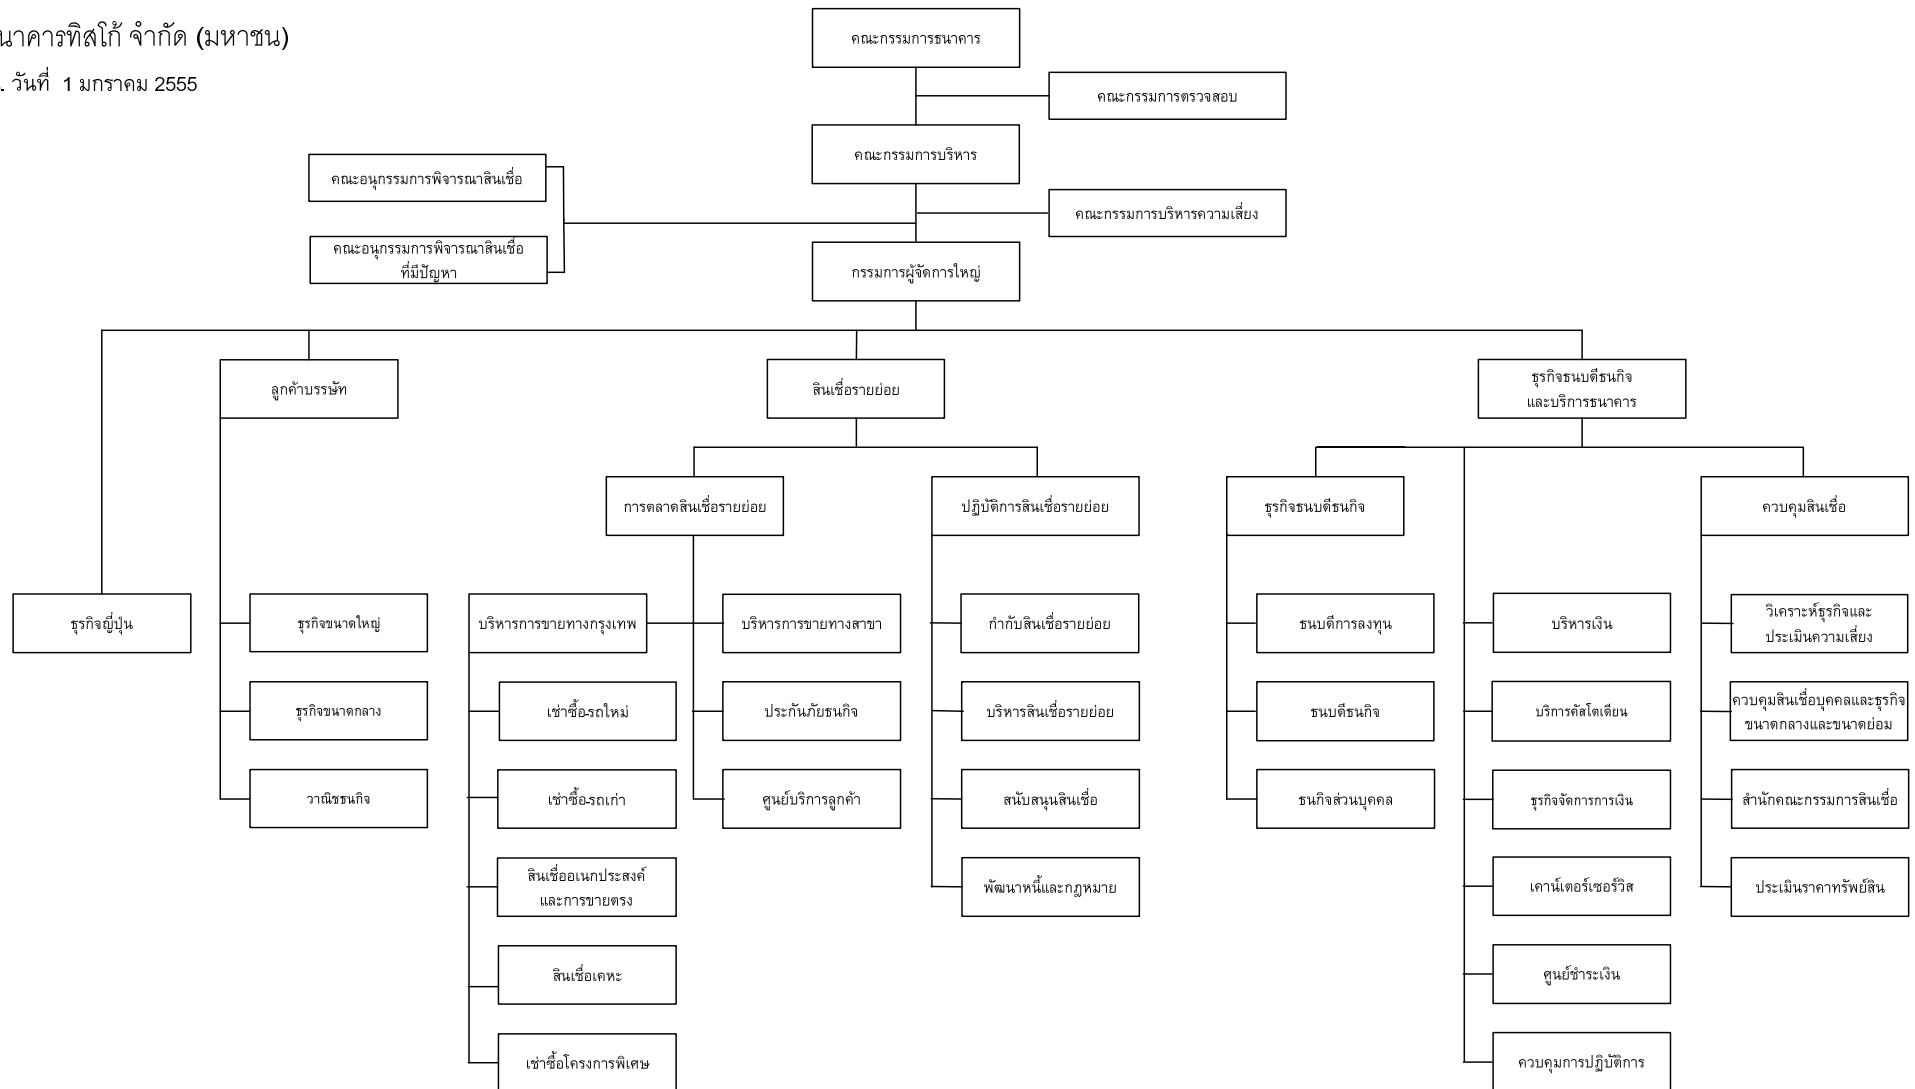 นาคารทิสโก้ จำกัด (มหาชน)
. วันที่ 1 มกราคม 2555
คณะกรรมการธนาคาร
คณะกรรมการตรวจสอบ
คณะกรรมการบริหาร
คณะอนุกรรมการพิจารณาสินเชื่อ
คณะกรรมการบริหารความเสี่ยง
คณะอนุกรรมการพิจารณาสินเชื่อ
ที่มีปัญหา
กรรมการผู้จัดการใหญ่
ลูกค้าบรรษัท
สินเชื่อรายย่อย
ธุรกิจธนบดีธนกิจ
และบริการธนาคาร
การตลาดสินเชื่อรายย่อย
ปฏิบัติการสินเชื่อรายย่อย
ธุรกิจธนบดีธนกิจ
ควบคุมสินเชื่อ
ธุรกิจญี่ปุ่น
ธุรกิจขนาดใหญ่
บริหารการขายทางกรุงเทพ
บริหารการขายทางสาขา
กำกับสินเชื่อรายย่อย
ธนบดีการลงทุน
บริหารเงิน
วิเคราะห์ธุรกิจและ
ประเมินความเสี่ยง
ธุรกิจขนาดกลาง
เช่าซื้อ-รถใหม่
ประกันภัยธนกิจ
บริหารสินเชื่อรายย่อย
ธนบดีธนกิจ
บริการคัสโตเดียน
ควบคุมสินเชื่อบุคคลและธุรกิจ
ขนาดกลางและขนาดย่อม
วาณิชธนกิจ
เช่าซื้อ-รถเก่า
ศูนย์บริการลูกค้า
สนับสนุนสินเชื่อ
ธนกิจส่วนบุคคล
ธุรกิจจัดการการเงิน
สำนักคณะกรรมการสินเชื่อ
สินเชื่ออเนกประสงค์
และการขายตรง
พัฒนาหนี้และกฎหมาย
เคาน์เตอร์เซอร์วิส
ประเมินราคาทรัพย์สิน
สินเชื่อเคหะ
ศูนย์ชำระเงิน
เช่าซื้อโครงการพิเศษ
ควบคุมการปฏิบัติการ